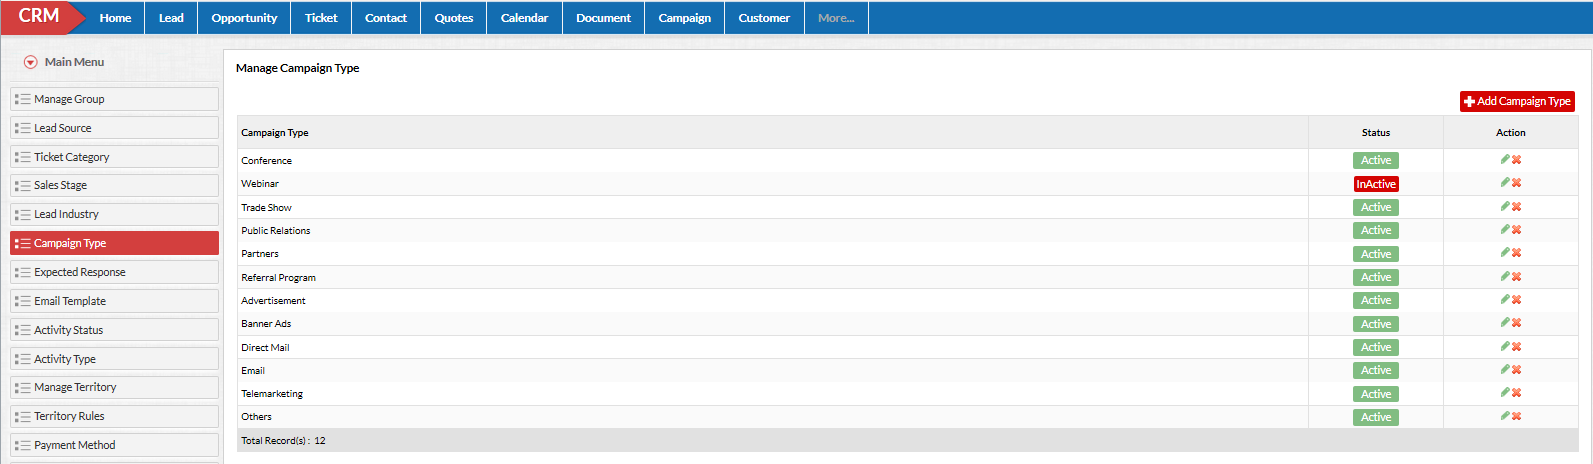 CRM Home Lead Opportunity Ticket Contact Quotes Calendar Document Campaign Customer More...
Main Menu
Manage Group
Lead Source
Ticket Category
Sales Stage
Lead Industry
Campaign Type
Expected Response
Email Template
Activity Status
Activity Type
Manage Territory
Territory Rules
Payment Method
Manage Campaign Type
Add Campaign Type
Campaign Type Status Action
Conference Active
Webinar InActive
Trade Show Active
Public Relations Active
Partners Active
Referral Program Active
Advertisement Active
Banner Ads Active
Direct Mail Active
Email Active
Telemarketing Active
Others Active
Total Record(s) : 12